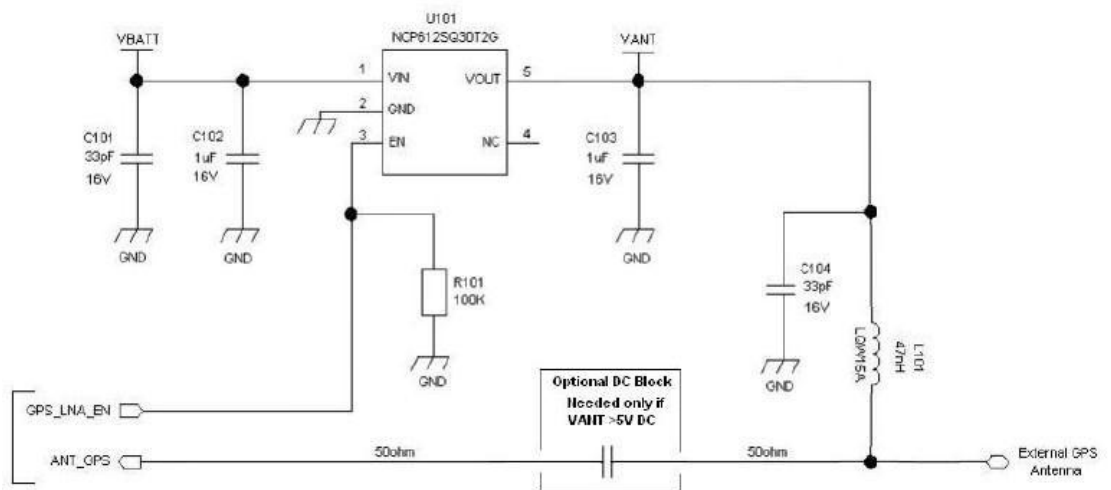 U101
NCP612SQ30T2G
VBATT
VANT
1
VIN
VOUT
5
2
GND
3
EN
NC
4
C101
33pF
16V
C102
1uF
16V
C103
1uF
16V
GND
GND
GND
R101
100K
GND
C104
33pF
16V
GND
L101
47nH
LQW15A
Optional DC Block
Needed only if
VANT >5V DC
GPS_LNA_EN
ANT_GPS
50ohm
50ohm
External GPS
Antenna